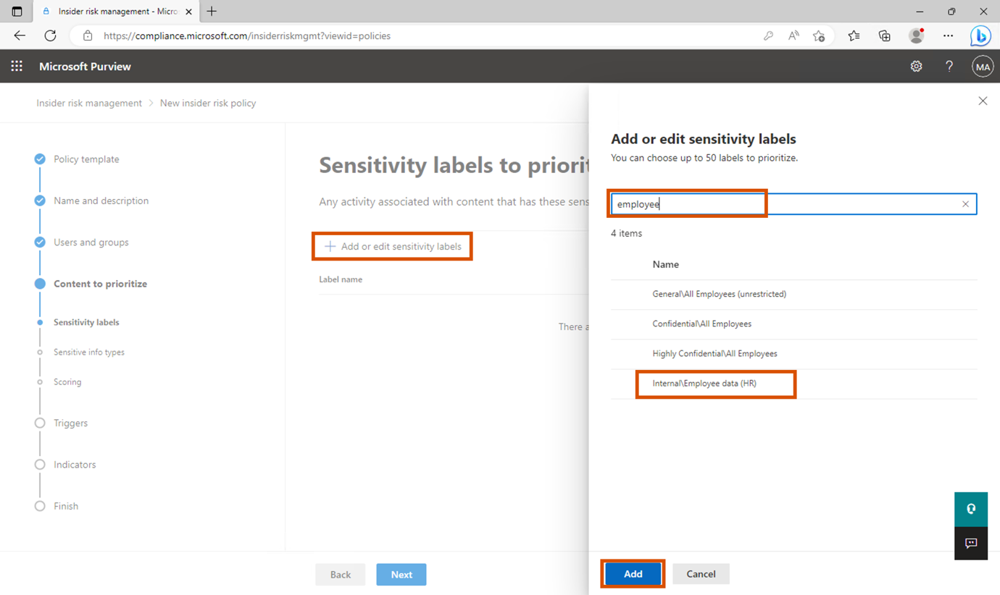 Insider risk management - Micro
https://compliance.microsoft.com/insiderriskmgmt?viewid=policies
Microsoft Purview
MA
Insider risk management > New insider risk policy
Policy template
Name and description
Users and groups
Content to prioritize
Sensitivity labels
Sensitive info types
Scoring
Triggers
Indicators
Finish
Sensitivity labels to priorit
Any activity associated with content that has these sens
+ Add or edit sensitivity labels
Label name
There a
Back
Next
Add or edit sensitivity labels
You can choose up to 50 labels to prioritize.
employee
4 items
Name
General\All Employees (unrestricted)
Confidential\All Employees
Highly Confidential\All Employees
Internal\Employee data (HR)
Add
Cancel